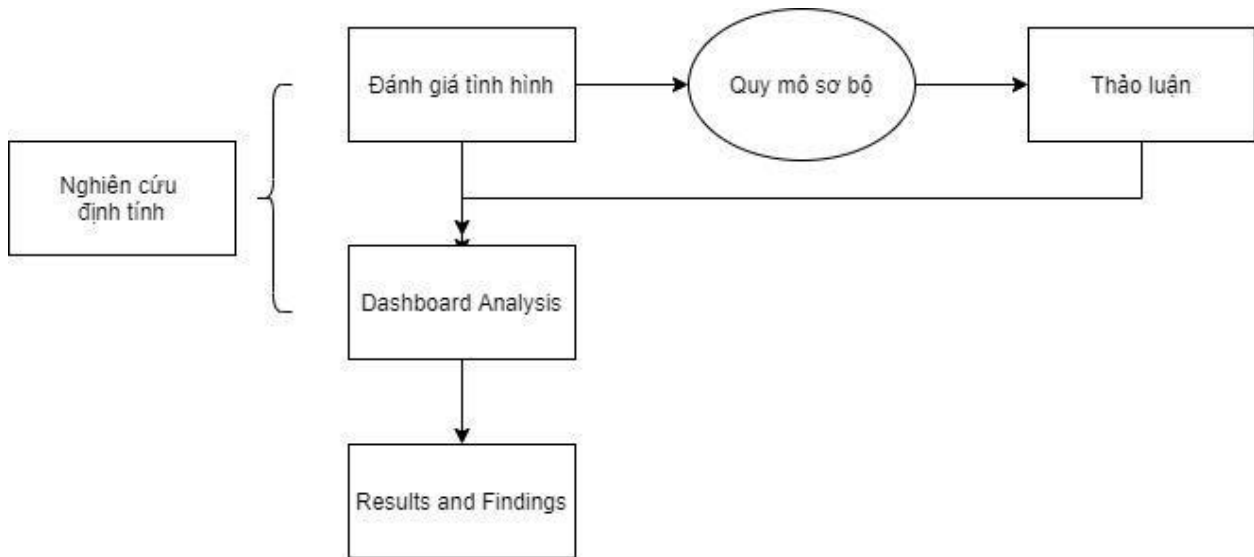 Đánh giá tình hình
Quy mô sơ bộ
Thảo luận
Nghiên cứu
định tính
Dashboard Analysis
Results and Findings